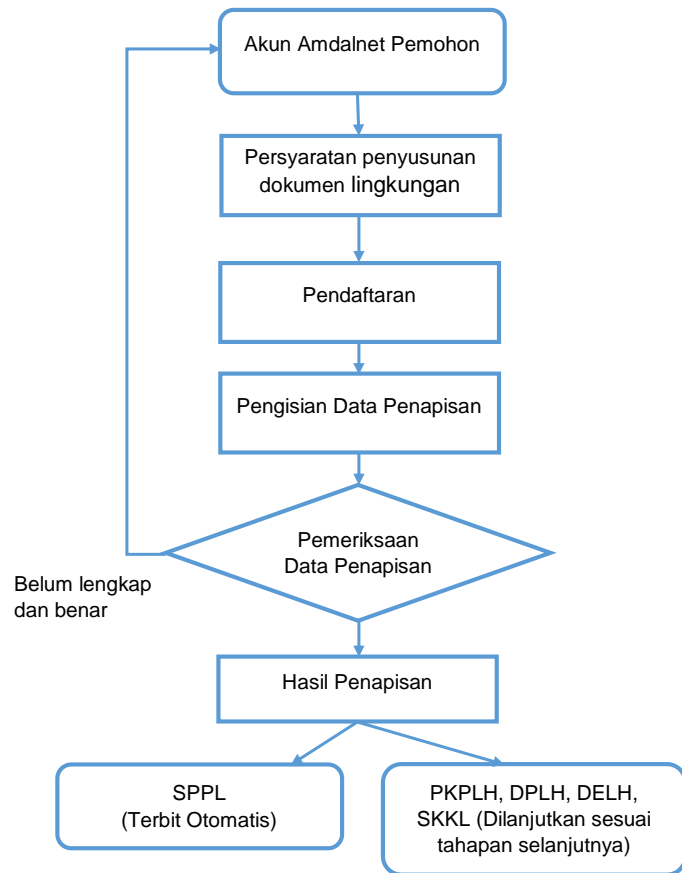 Akun Amdalnet Pemohon
Persyaratan penyusunan
dokumen lingkungan
Pendaftaran
Pengisian Data Penapisan
Pemeriksaan
Data Penapisan
Belum lengkap
dan benar
Hasil Penapisan
SPPL
(Terbit Otomatis)
PKPLH, DPLH, DELH,
SKKL (Dilanjutkan sesuai
tahapan selanjutnya)